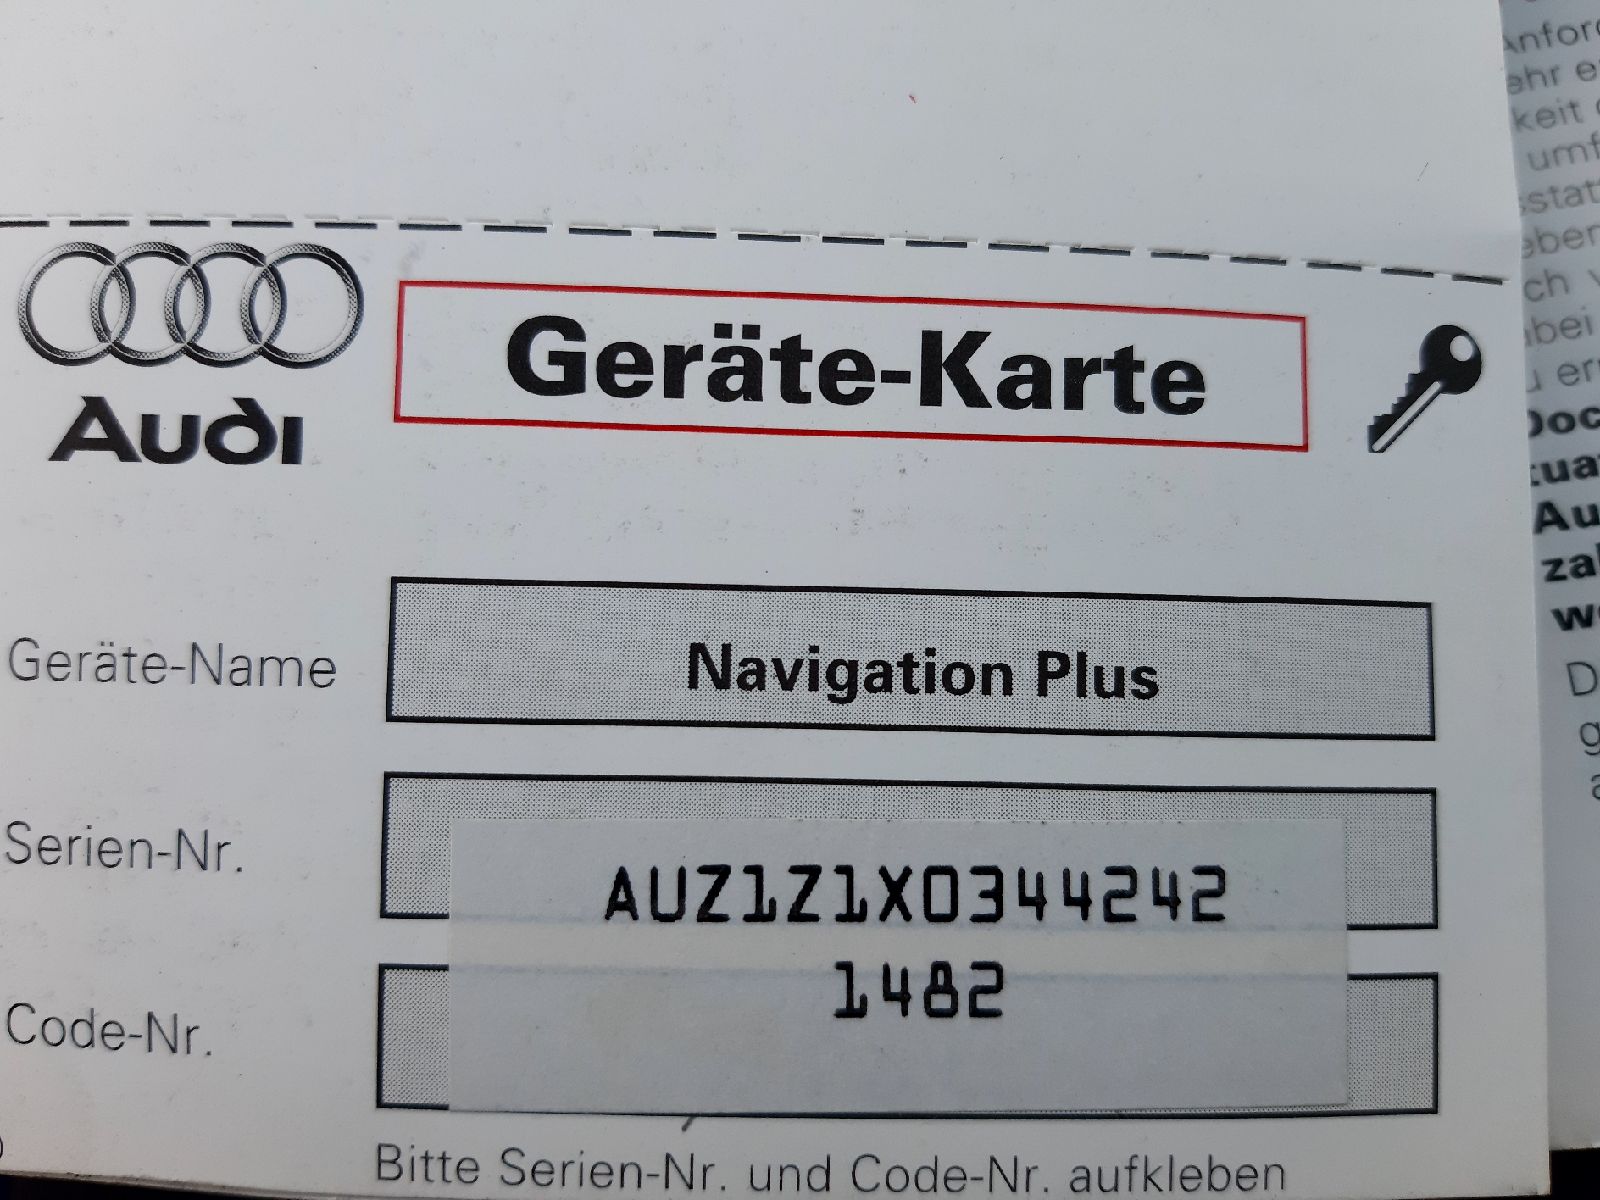 Audi
Geräte-Karte
Geräte-Name
Navigation Plus
Serien-Nr.
AUZ1Z1X0344242
Code-Nr.
1482
Bitte Serien-Nr. und Code-Nr. aufkleben